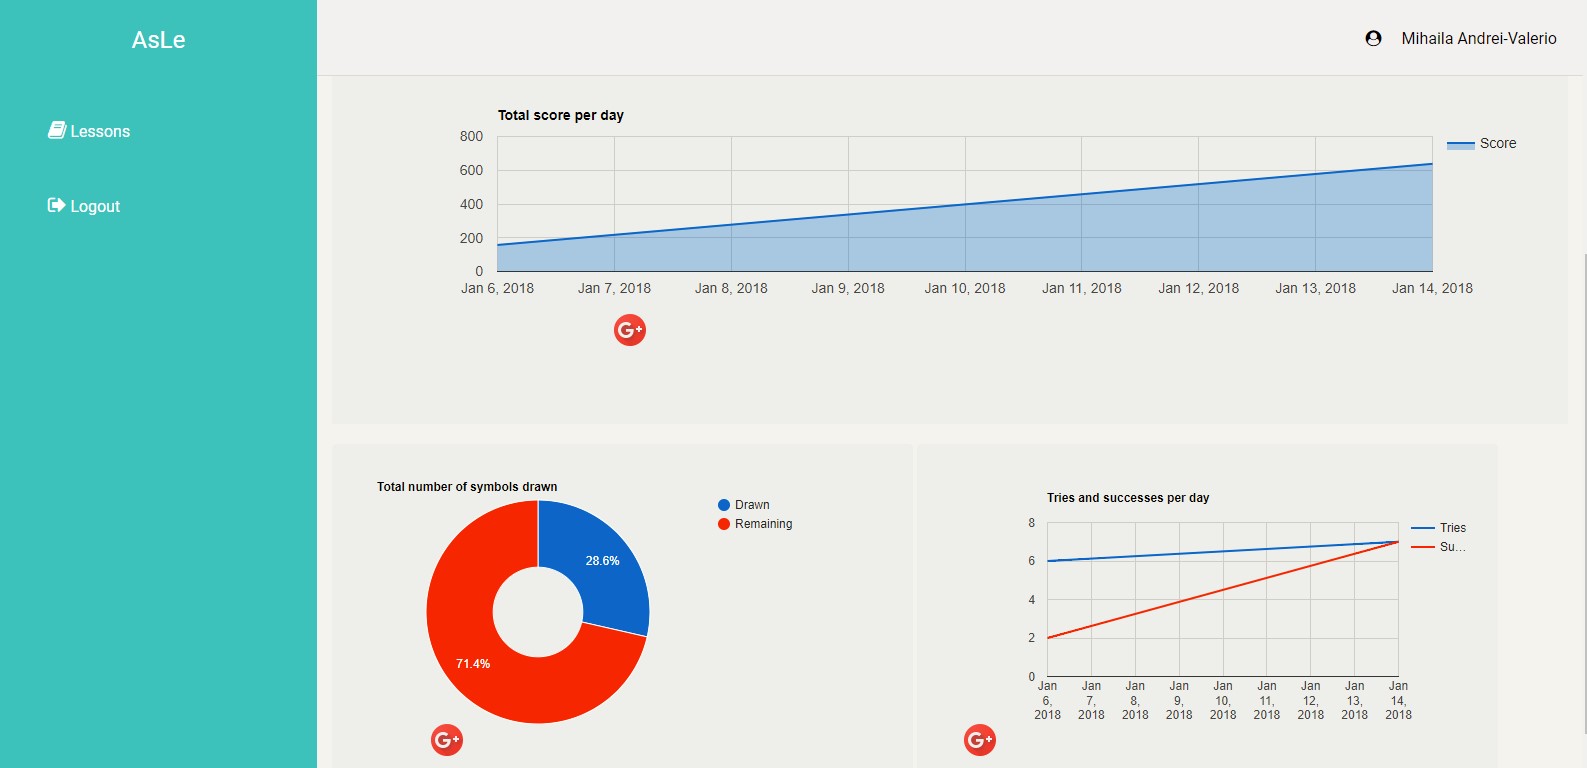 AsLe
Mihaila Andrei-Valerio
Lessons
Logout
Total score per day
800
600
400
200
0
Score
Jan 6, 2018 Jan 7, 2018 Jan 8, 2018 Jan 9, 2018 Jan 10, 2018 Jan 11, 2018 Jan 12, 2018 Jan 13, 2018 Jan 14, 2018
G+
Total number of symbols drawn
Drawn
Remaining
28.6%
71.4%
G+
Tries and successes per day
8
6
4
2
0
Tries
Su...
Jan Jan Jan Jan Jan Jan Jan Jan Jan
6, 7, 8, 9, 10, 11, 12, 13, 14,
2018 2018 2018 2018 2018 2018 2018 2018 2018
G+